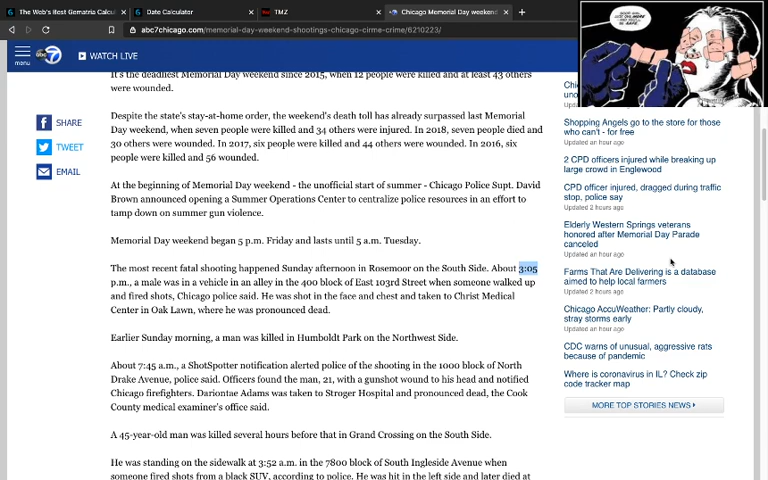 The Web's Best Gematria Calcul
Date Calculator
TMZ
Chicago Memorial Day weekend
abc7chicago.com/memorial-day-weekend-shootings-chicago-cirme-crime/6210223/
menu
abc
7
WATCH LIVE
SHARE
TWEET
EMAIL
It's the deadliest Memorial Day weekend since 2015, when 12 people were killed and at least 43 others
were wounded.
Despite the state's stay-at-home order, the weekend's death toll has already surpassed last Memorial
Day weekend, when seven people were killed and 34 others were injured. In 2018, seven people died and
30 others were wounded. In 2017, six people were killed and 44 others were wounded. In 2016, six
people were killed and 56 wounded.
At the beginning of Memorial Day weekend - the unofficial start of summer - Chicago Police Supt. David
Brown announced opening a Summer Operations Center to centralize police resources in an effort to
tamp down on summer gun violence.
Memorial Day weekend began 5 p.m. Friday and lasts until 5 a.m. Tuesday.
The most recent fatal shooting happened Sunday afternoon in Rosemoor on the South Side. About 3:05
p.m., a male was in a vehicle in an alley in the 400 block of East 103rd Street when someone walked up
and fired shots, Chicago police said. He was shot in the face and chest and taken to Christ Medical
Center in Oak Lawn, where he was pronounced dead.
Earlier Sunday morning, a man was killed in Humboldt Park on the Northwest Side.
About 7:45 a.m., a ShotSpotter notification alerted police of the shooting in the 1000 block of North
Drake Avenue, police said. Officers found the man, 21, with a gunshot wound to his head and notified
Chicago firefighters. Dariontae Adams was taken to Stroger Hospital and pronounced dead, the Cook
County medical examiner's office said.
A 45-year-old man was killed several hours before that in Grand Crossing on the South Side.
He was standing on the sidewalk at 3:52 a.m. in the 7800 block of South Ingleside Avenue when
someone fired shots from a black SUV, according to police. He was hit in the left side and later died at
Shopping Angels go to the store for those
who can't - for free
Updated an hour ago
2 CPD officers injured while breaking up
large crowd in Englewood
CPD officer injured, dragged during traffic
stop, police say
Updated 2 hours ago
Elderly Western Springs veterans
honored after Memorial Day Parade
canceled
Updated an hour ago
Farms That Are Delivering is a database
aimed to help local farmers
Updated 2 hours ago
Chicago AccuWeather: Partly cloudy,
stray storms early
Updated an hour ago
CDC warns of unusual, aggressive rats
because of pandemic
Where is coronavirus in IL? Check zip
code tracker map
MORE TOP STORIES NEWS